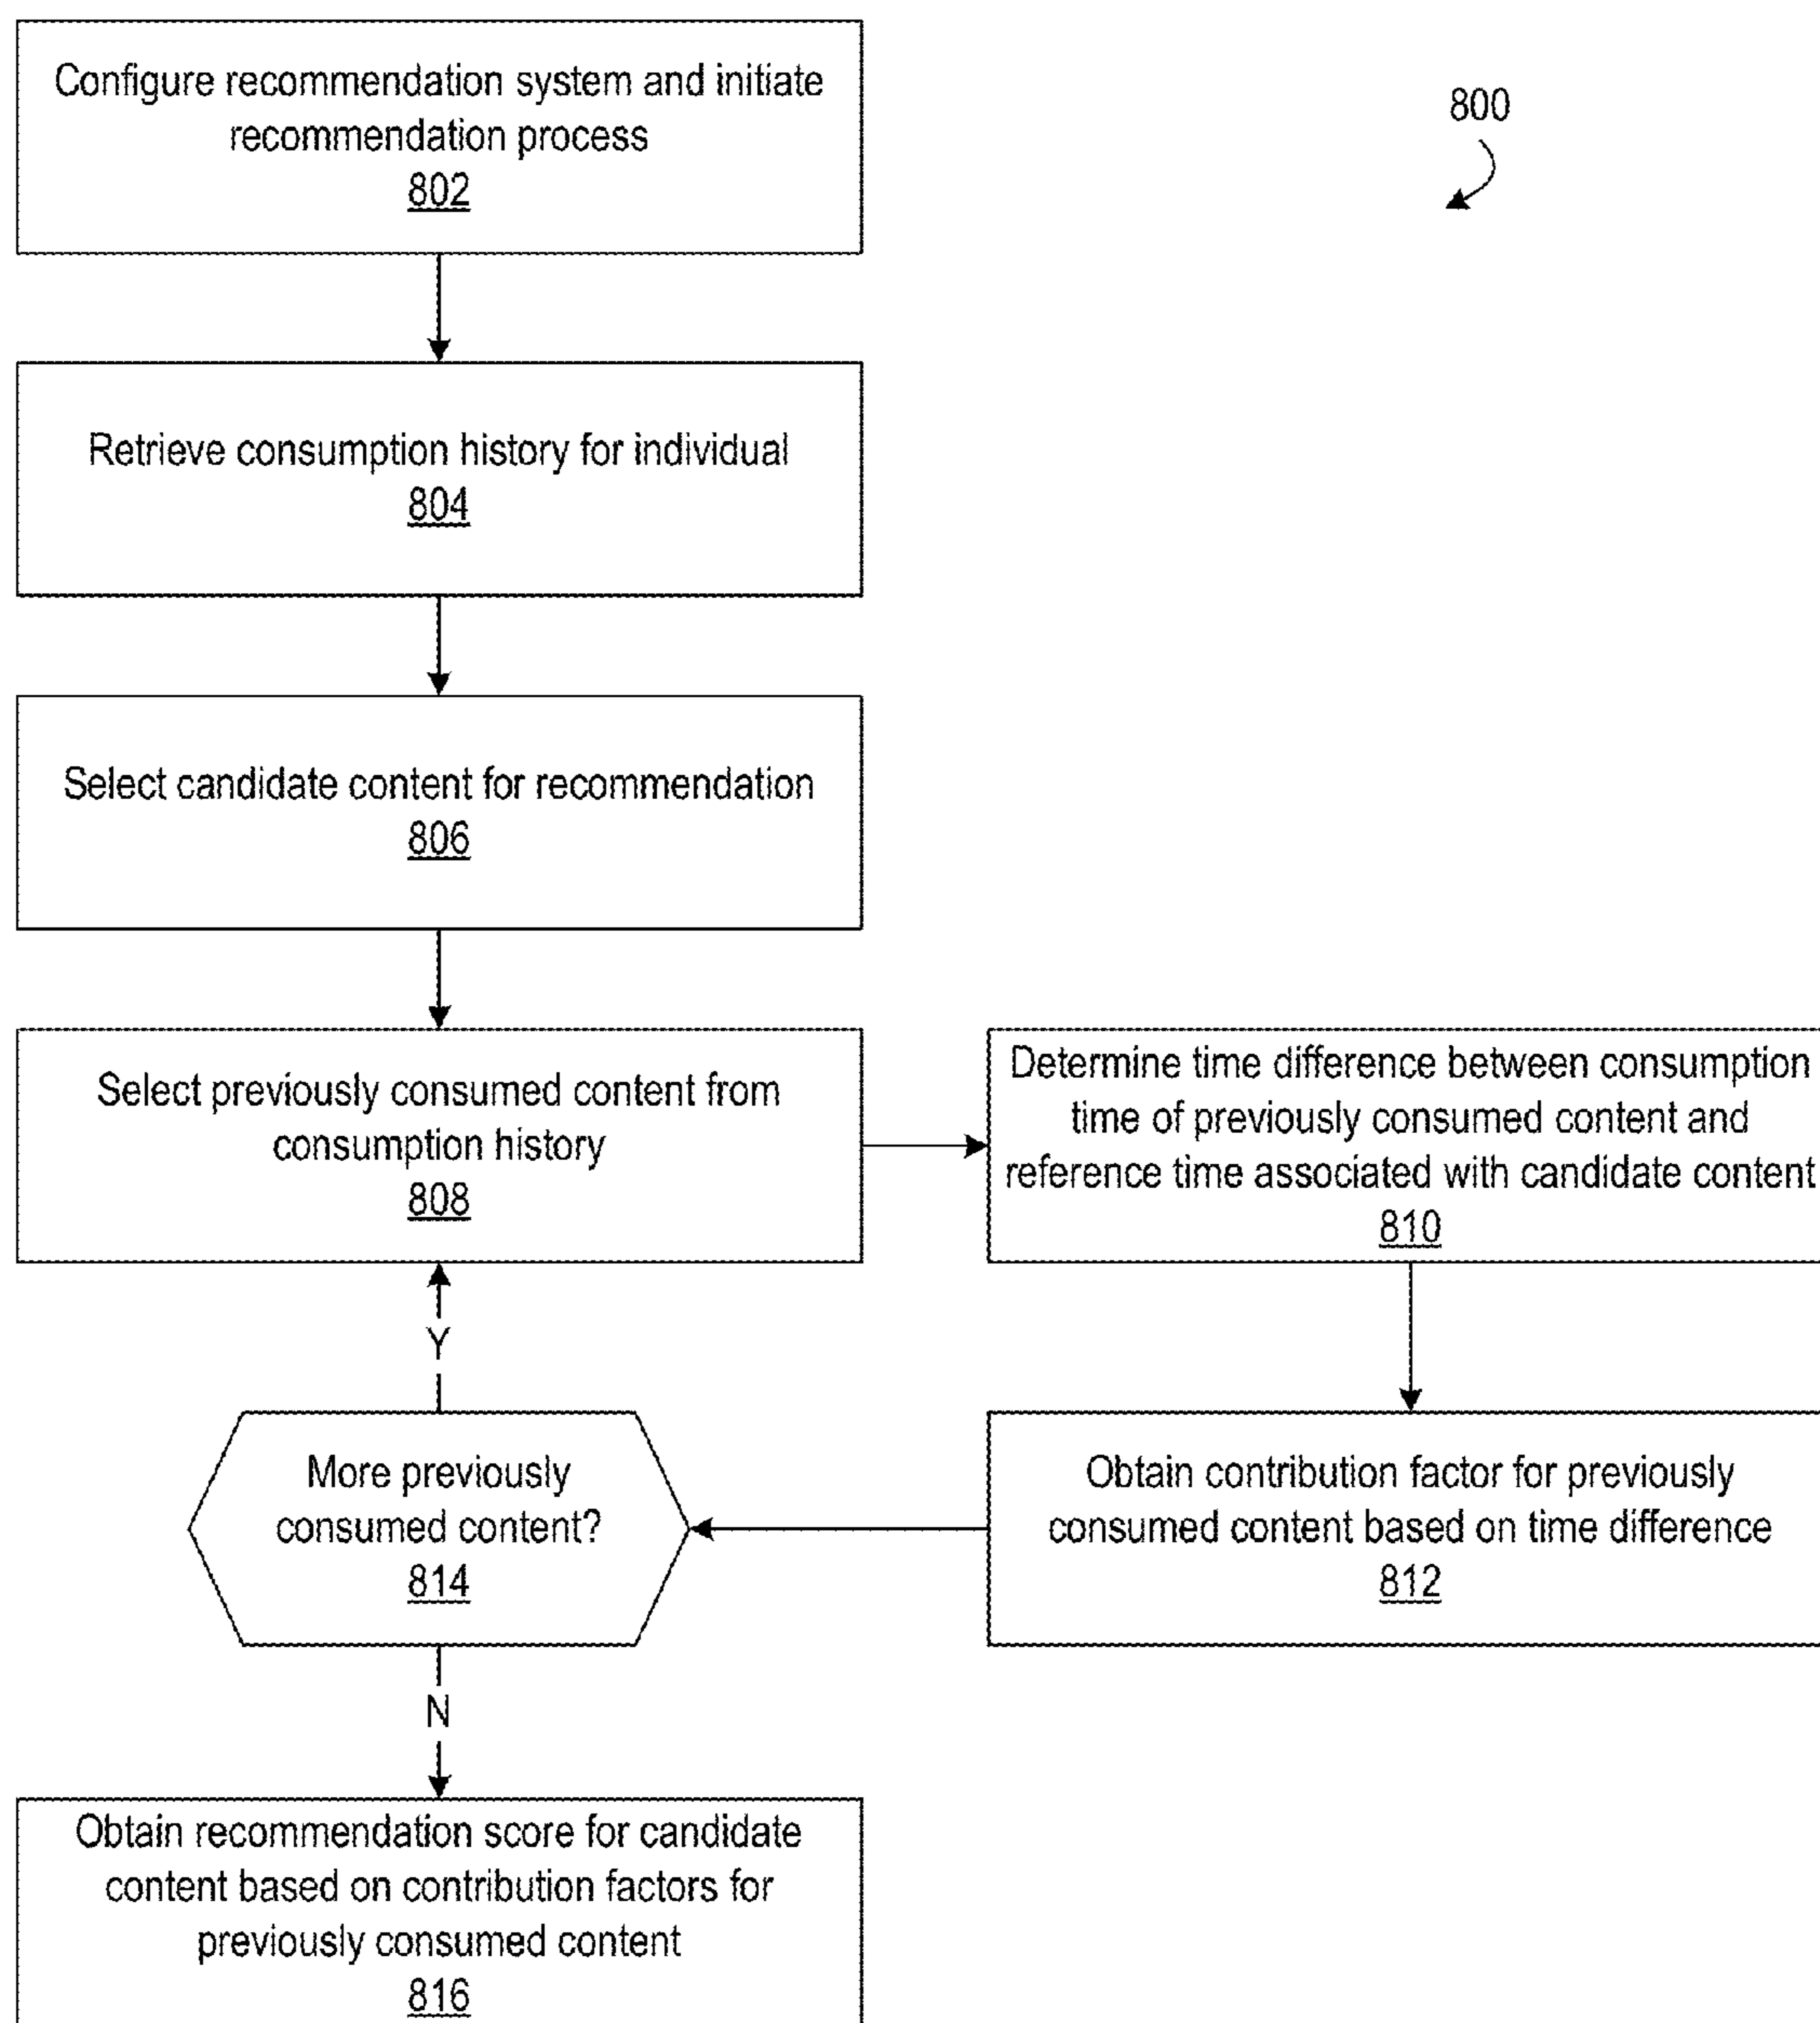 Configure recommendation system and initiate
recommendation process
802
800
Retrieve consumption history for individual
804
Select candidate content for recommendation
806
Select previously consumed content from
consumption history
808
Determine time difference between consumption
time of previously consumed content and
reference time associated with candidate content
810
Y
More previously
consumed content?
814
Obtain contribution factor for previously
consumed content based on time difference
812
N
Obtain recommendation score for candidate
content based on contribution factors for
previously consumed content
816